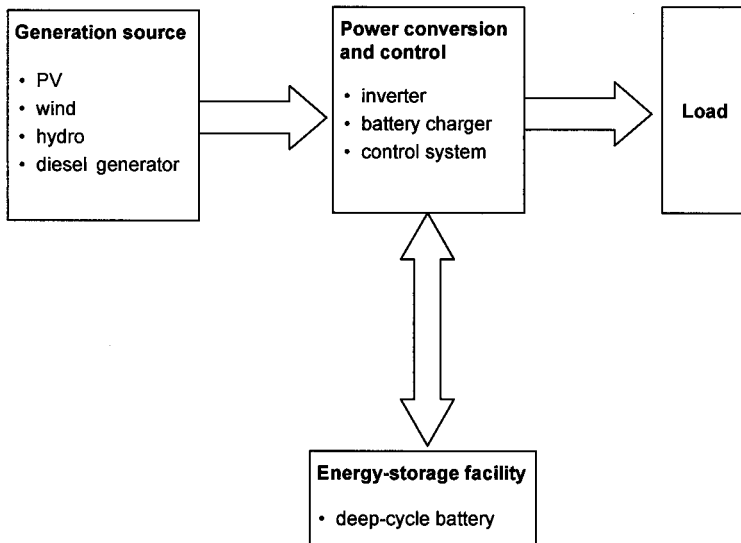 Generation source
• PV
• wind
• hydro
• diesel generator
Power conversion
and control
• inverter
• battery charger
• control system
Load
Energy-storage facility
• deep-cycle battery